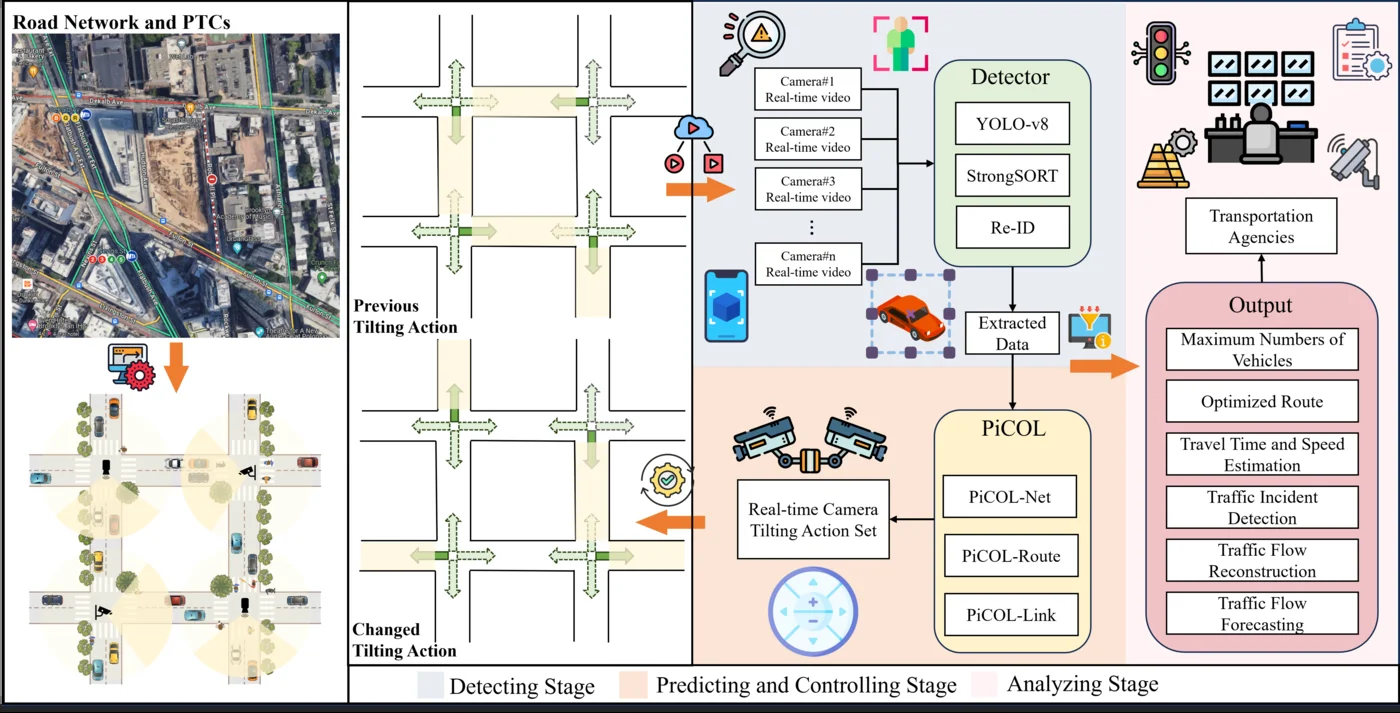 Road Network and PTCs
Dekalb Ave
Previous
Tilting Action
Changed
Tilting Action
Camera#1
Real-time video
Camera#2
Real-time video
Camera#3
Real-time video
Camera#n
Real-time video
Detector
YOLO-v8
StrongSORT
Re-ID
Extracted
Data
PiCOL
PiCOL-Net
PiCOL-Route
PiCOL-Link
Real-time Camera
Tilting Action Set
Transportation
Agencies
Output
Maximum Numbers of
Vehicles
Optimized Route
Travel Time and Speed
Estimation
Traffic Incident
Detection
Traffic Flow
Reconstruction
Traffic Flow
Forecasting
Detecting Stage
Predicting and Controlling Stage
Analyzing Stage